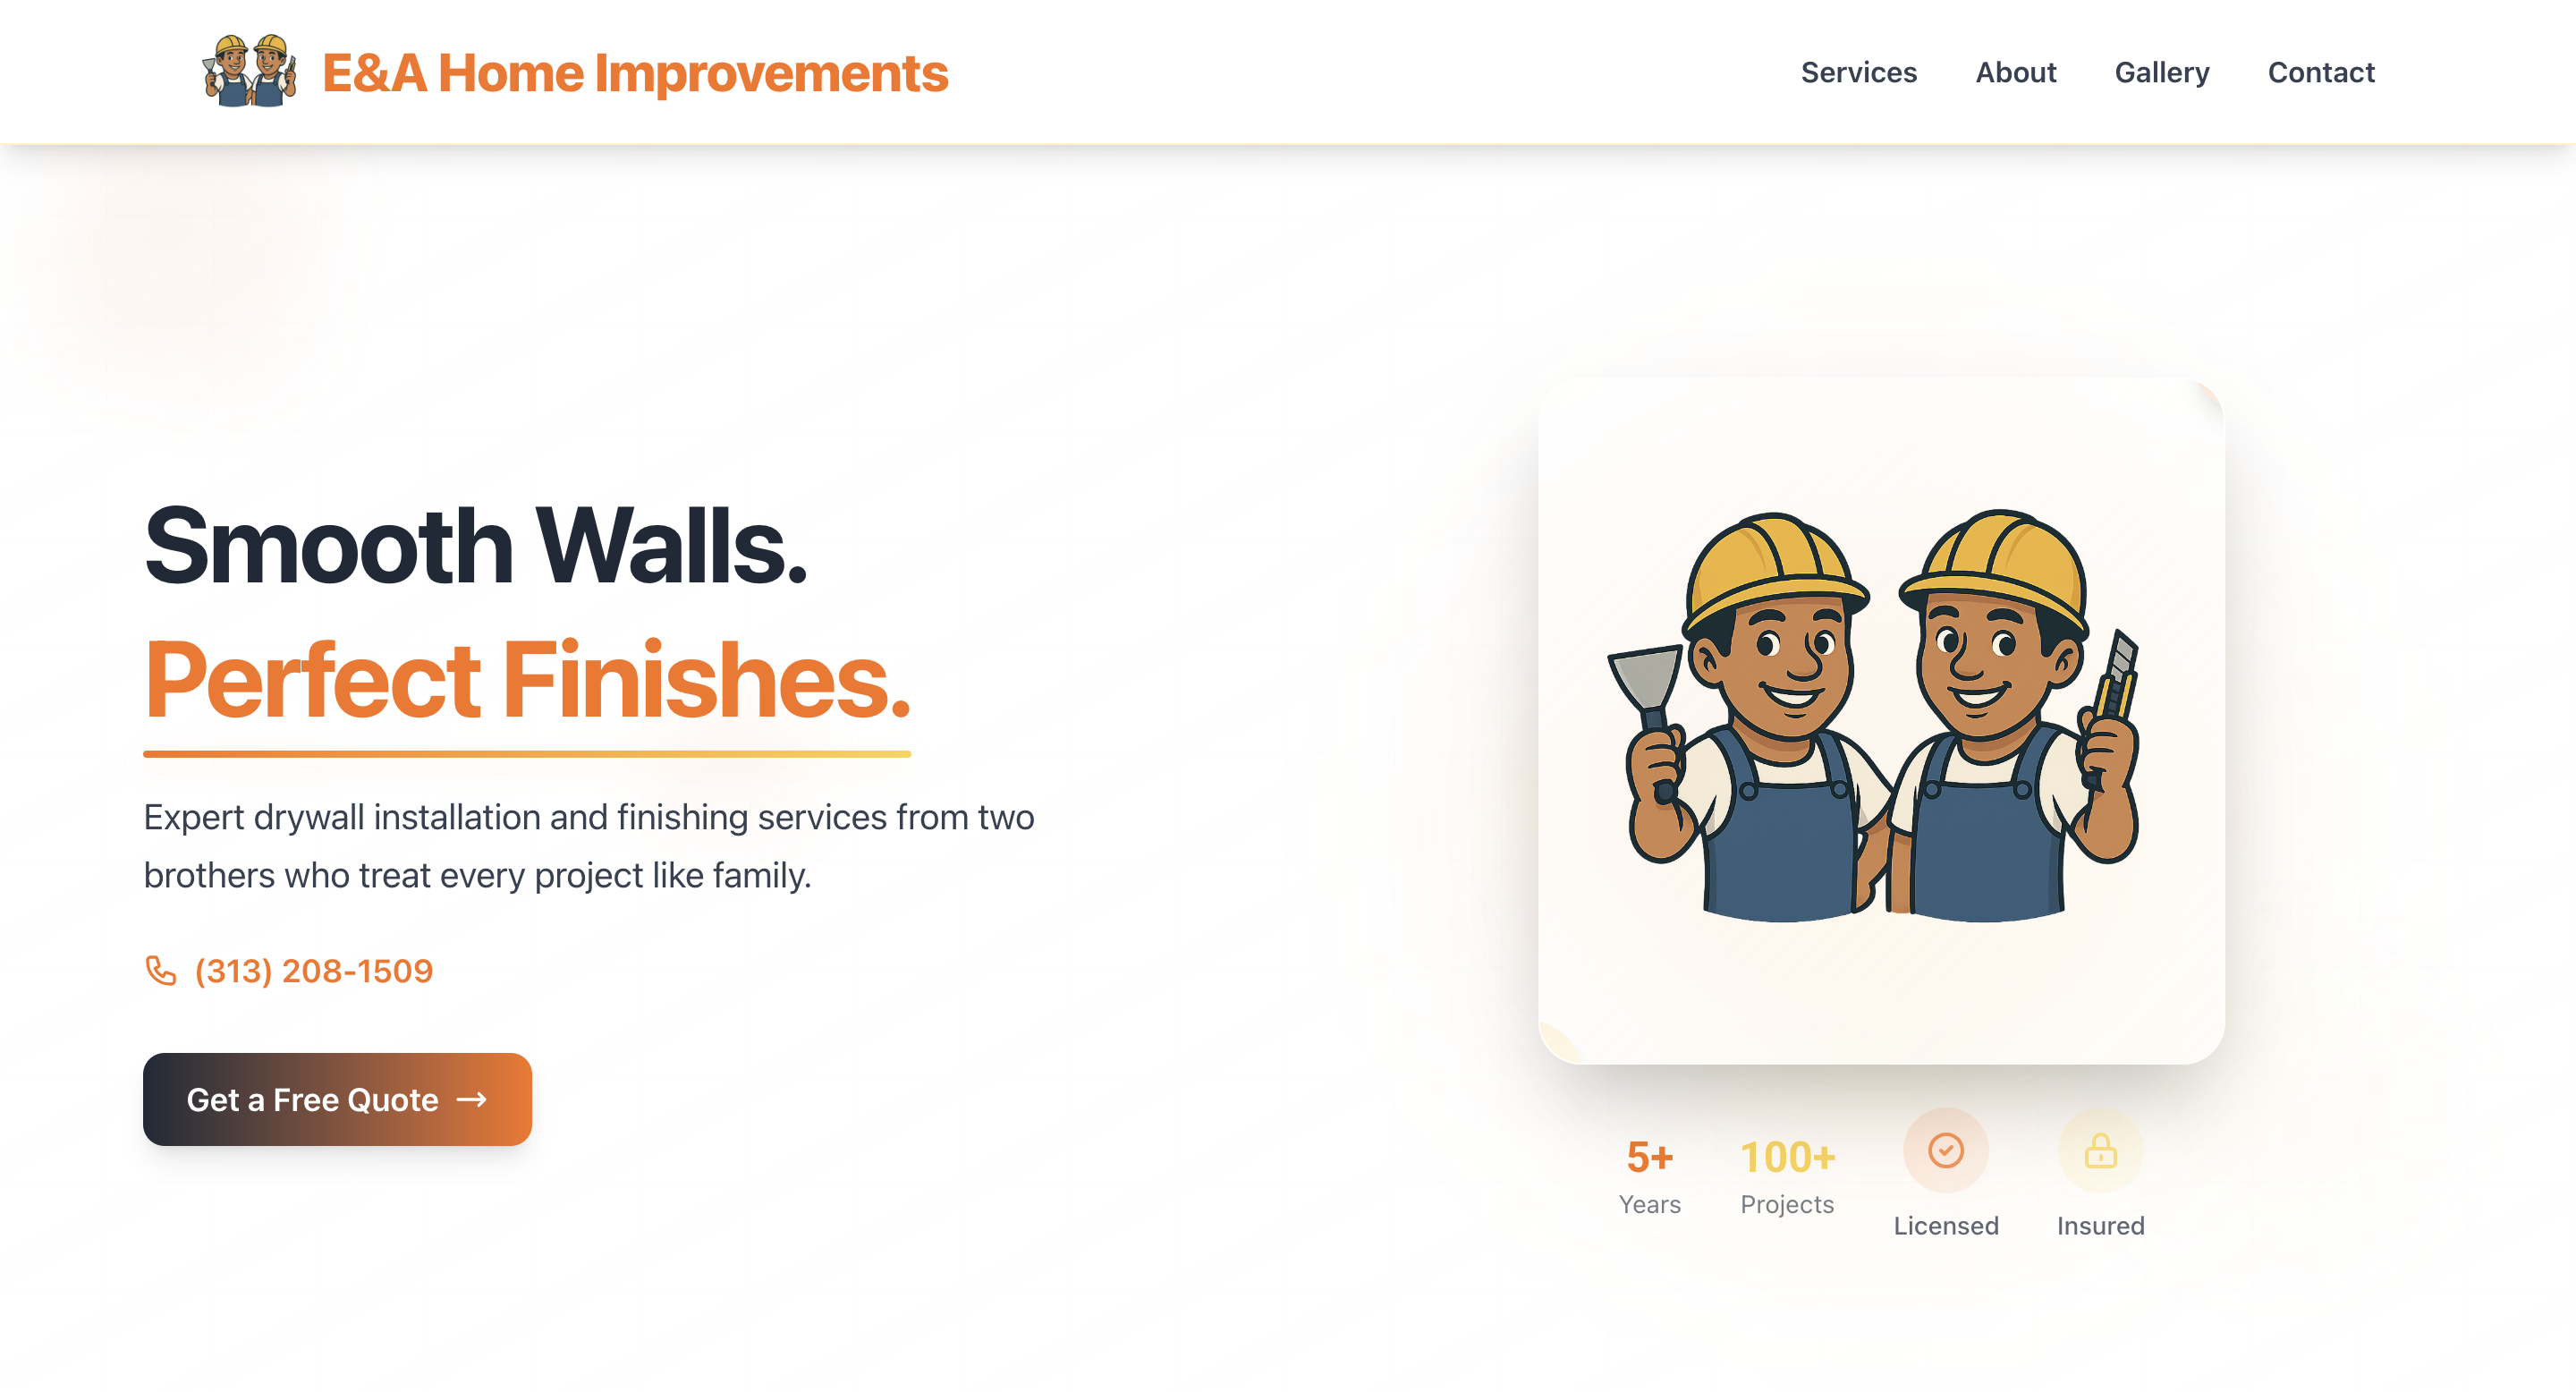 E&A Home Improvements
Services
About
Gallery
Contact
Smooth Walls.
Perfect Finishes.
Expert drywall installation and finishing services from two
brothers who treat every project like family.
(313) 208-1509
Get a Free Quote →
5+
Years
100+
Projects
Licensed
Insured